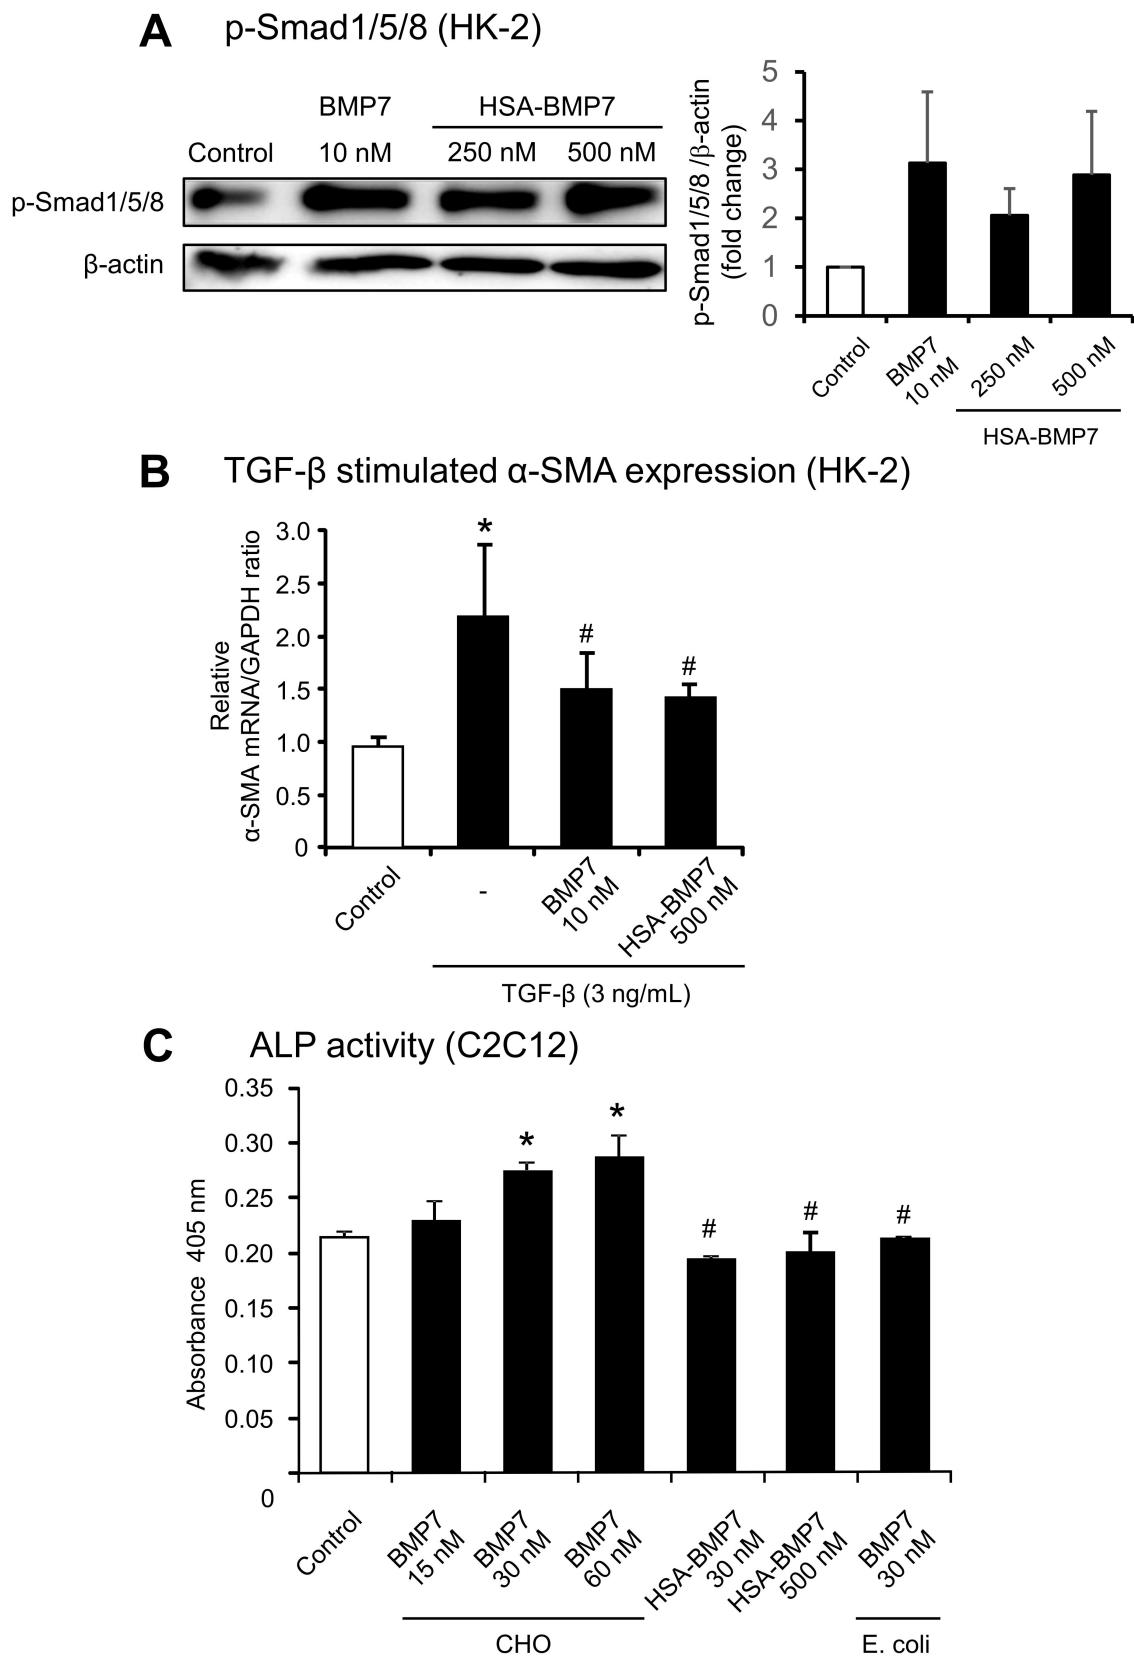 A p-Smad1/5/8 (HK-2)
BMP7 HSA-BMP7
Control 10 nM 250 nM 500 nM
p-Smad1/5/8
β-actin
p-Smad1/5/8 /β-actin
(fold change)
5
4
3
2
1
0
Control
BMP7
10 nM
250 nM
500 nM
HSA-BMP7
B TGF-β stimulated α-SMA expression (HK-2)
Relative
α-SMA mRNA/GAPDH ratio
3.0
2.5
2.0
1.5
1.0
0.5
0
*
#
#
Control
-
BMP7
10 nM
HSA-BMP7
500 nM
TGF-β (3 ng/mL)
C ALP activity (C2C12)
Absorbance 405 nm
0.35
0.30
0.25
0.20
0.15
0.10
0.05
0
*
*
#
#
#
Control
BMP7
15 nM
BMP7
30 nM
BMP7
60 nM
HSA-BMP7
30 nM
HSA-BMP7
500 nM
BMP7
30 nM
CHO
E. coli